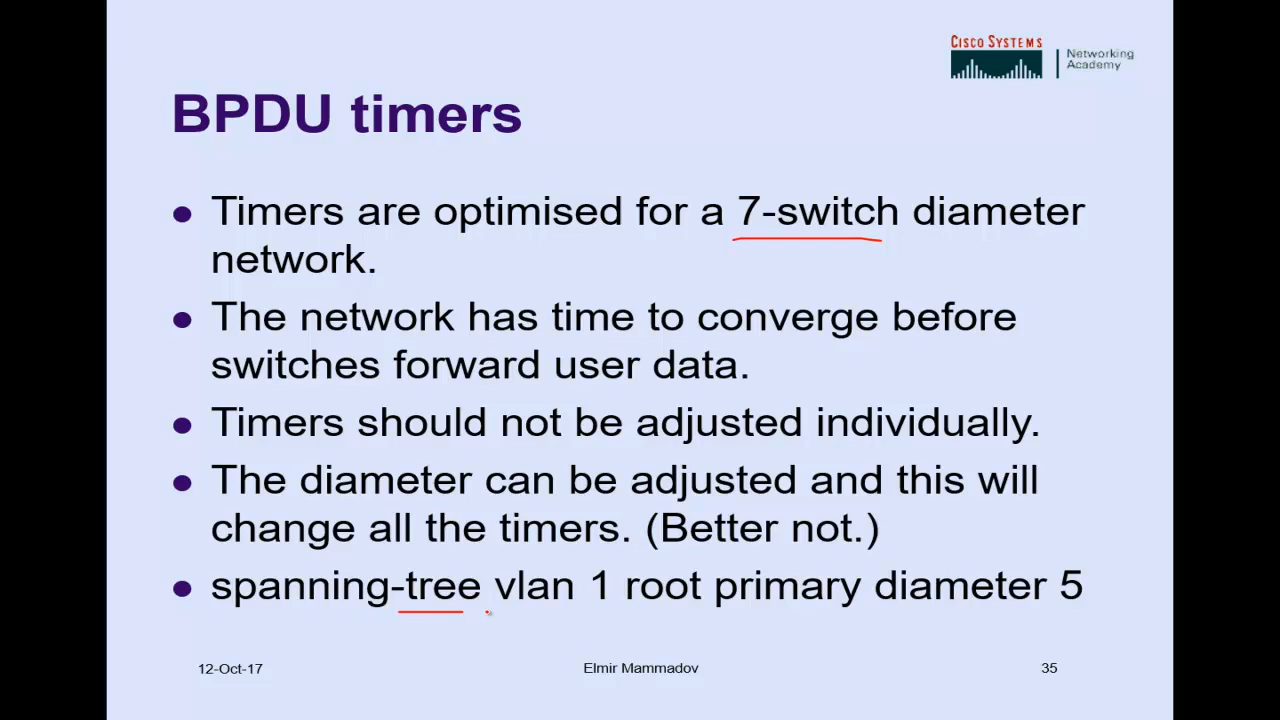 CISCO SYSTEMS
Networking
Academy
BPDU timers
• Timers are optimised for a 7-switch diameter
network.
• The network has time to converge before
switches forward user data.
• Timers should not be adjusted individually.
• The diameter can be adjusted and this will
change all the timers. (Better not.)
• spanning-tree vlan 1 root primary diameter 5
12-Oct-17 Elmir Mammadov 35